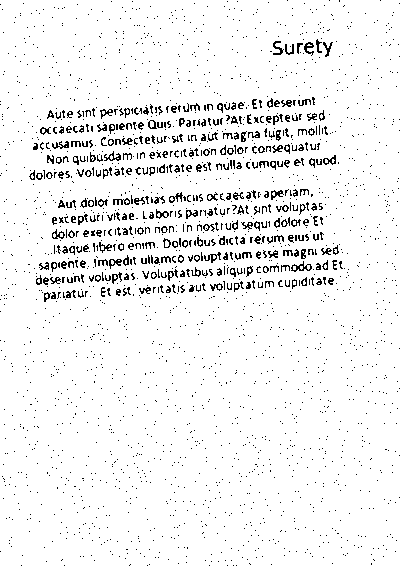 Surety
Aute sint perspiciatis rerum in quae. Et deserunt
occaecati sapiente Quis. Pariatur?At Excepteur sed
accusamus. Consectetur sit in aut magna fugit, mollit.
Non quibusdam in exercitation dolor consequatur
dolores. Voluptate cupiditate est nulla cumque et quod.
Aut dolor molestias officiis occaecati aperiam,
excepturi vitae. Laboris pariatur?At sint voluptas
dolor exercitation non. In nostrud sequi dolore Et
itaque libero enim. Doloribus dicta rerum eius ut
sapiente. Impedit ullamco voluptatum esse magni sed
deserunt voluptas. Voluptatibus aliquip commodo ad Et
pariatur. Et est, veritatis aut voluptatum cupiditate.